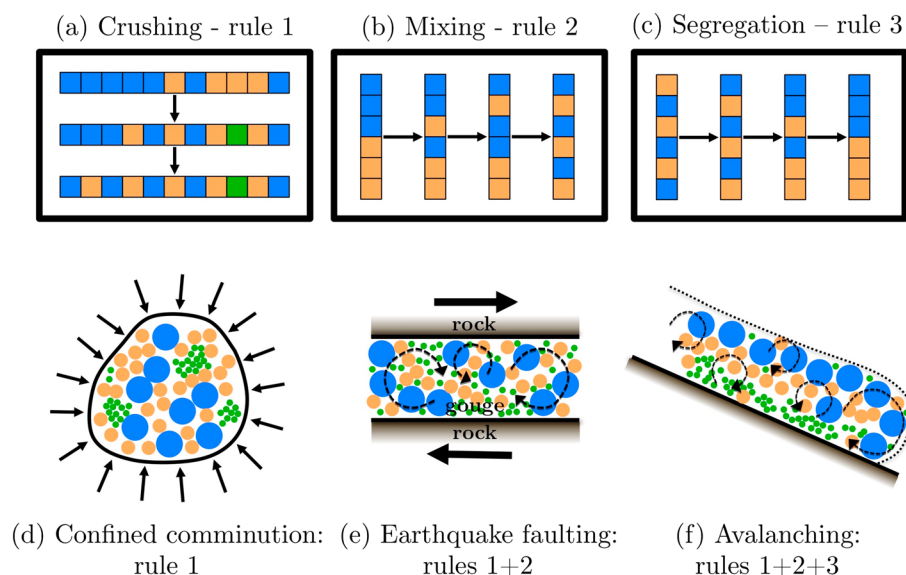 (a) Crushing - rule 1
(b) Mixing - rule 2
(c) Segregation – rule 3
rock
gouge
rock
(d) Confined comminution:
rule 1
(e) Earthquake faulting:
rules 1+2
(f) Avalanching:
rules 1+2+3